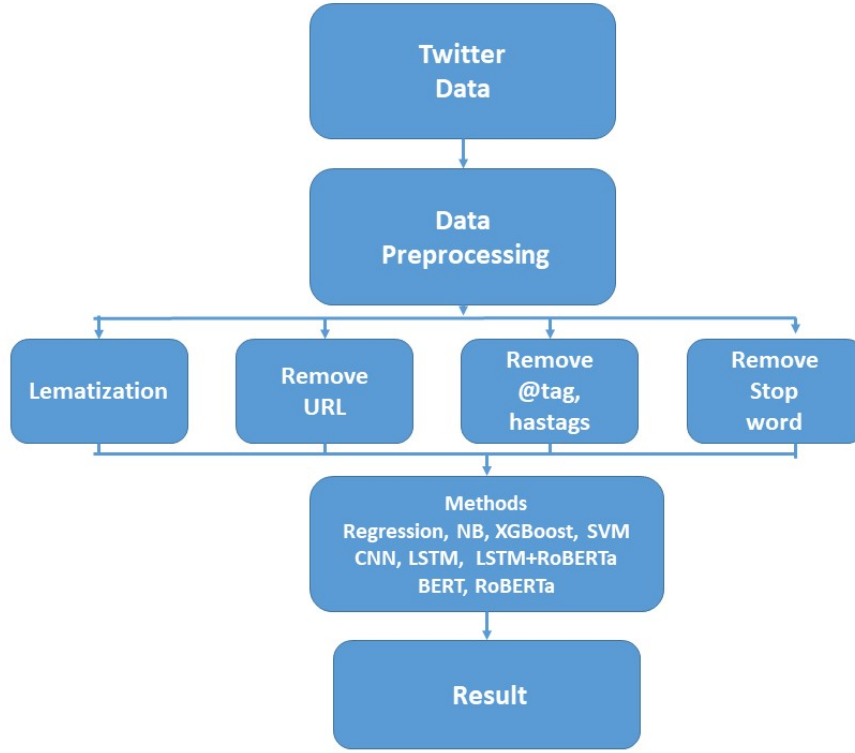 Twitter
Data
Data
Preprocessing
Lematization
Remove
URL
Remove
@tag,
hastags
Remove
Stop
word
Methods
Regression, NB, XGBoost, SVM
CNN, LSTM, LSTM+RoBERTa
BERT, RoBERTa
Result